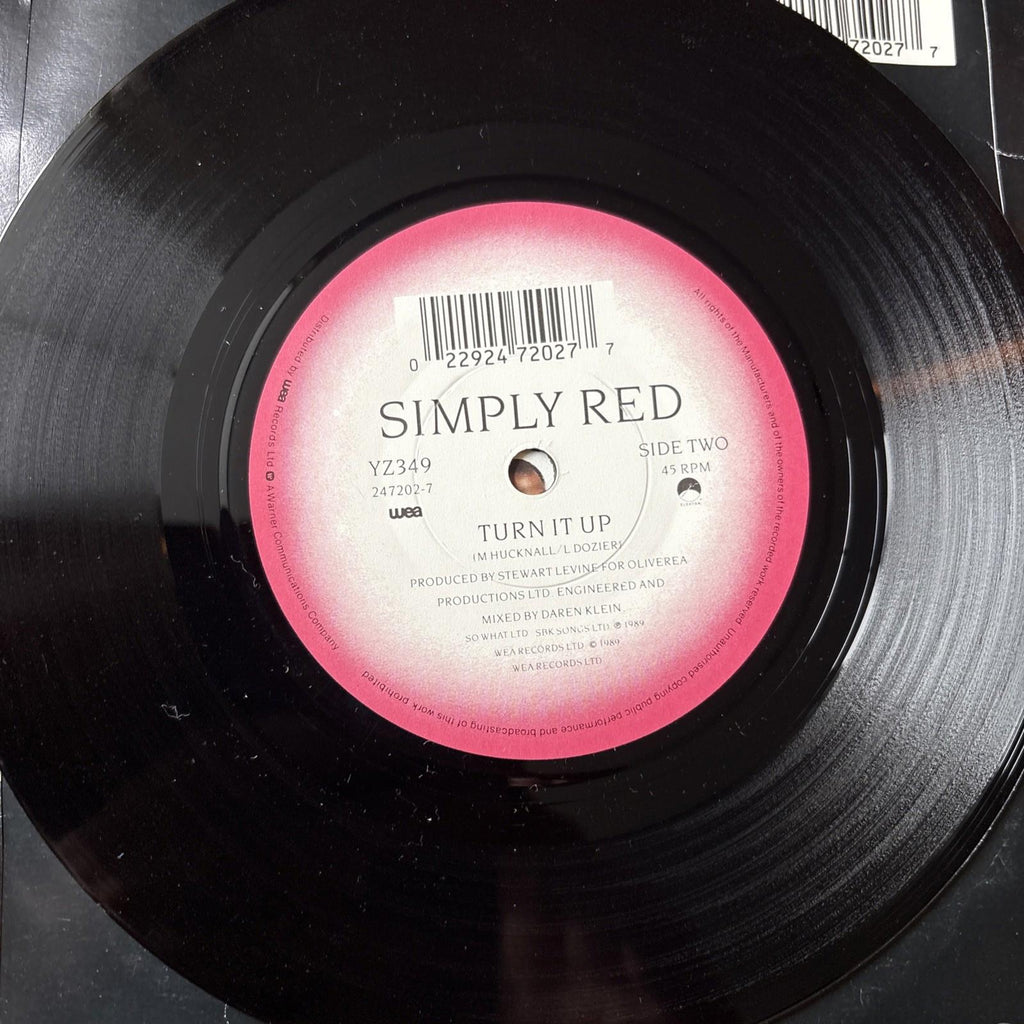 72027 7
0 22924 72027 7
SIMPLY RED
YZ349
SIDE TWO
247202-7
45 RPM
wea
ELEKTRA
TURN IT UP
(M HUCKNALL/L DOZIER)
PRODUCED BY STEWART LEVINE FOR OLIVEREA
PRODUCTIONS LTD. ENGINEERED AND
MIXED BY DAREN KLEIN.
SO WHAT LTD SBK SONGS LTD. ℗ 1989
WEA RECORDS LTD. © 1989
WEA RECORDS LTD
Distributed by wea Records Ltd A Warner Communications Company
All rights of the Manufacturers and of the owners of the recorded work reserved Unauthorised copying public performance and broadcasting of this work prohibited